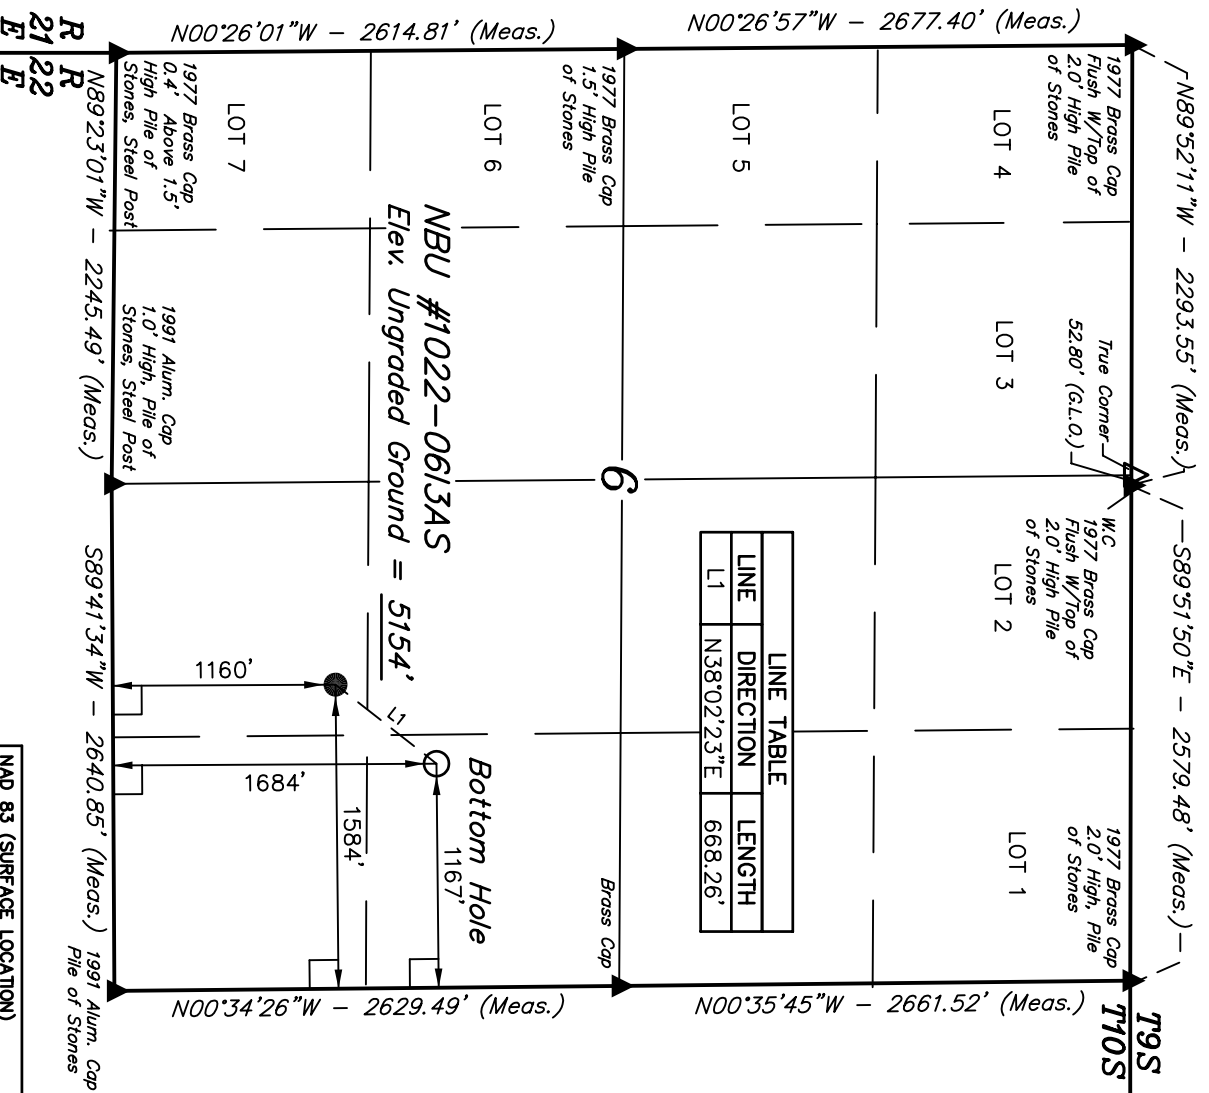 T9S
T10S
N89°52'11"W - 2293.55' (Meas.)
S89°51'50"E - 2579.48' (Meas.)
1977 Brass Cap
Flush W/Top of
2.0' High Pile
of Stones
True Corner
52.80' (G.L.O.)
W.C
1977 Brass Cap
Flush W/Top of
2.0' High Pile
of Stones
1977 Brass Cap
2.0' High, Pile
of Stones
LOT 4
LOT 3
LOT 2
LOT 1
N00°26'57"W - 2677.40' (Meas.)
N00°35'45"W - 2661.52' (Meas.)
LINE TABLE
LINE DIRECTION LENGTH
L1 N38°02'23"E 668.26'
LOT 5
6
1977 Brass Cap
1.5' High Pile
of Stones
Brass Cap
LOT 6
NBU #1022-06I3AS
Elev. Ungraded Ground = 5154'
Bottom Hole
1167'
L1
1584'
1160'
1684'
LOT 7
N00°26'01"W - 2614.81' (Meas.)
N00°34'26"W - 2629.49' (Meas.)
1977 Brass Cap
0.4' Above 1.5'
High Pile of
Stones, Steel Post
1991 Alum. Cap
1.0' High, Pile of
Stones, Steel Post
1991 Alum. Cap
Pile of Stones
N89°23'01"W - 2245.49' (Meas.)
S89°41'34"W - 2640.85' (Meas.)
R R
21 22
E E
NAD 83 (SURFACE LOCATION)